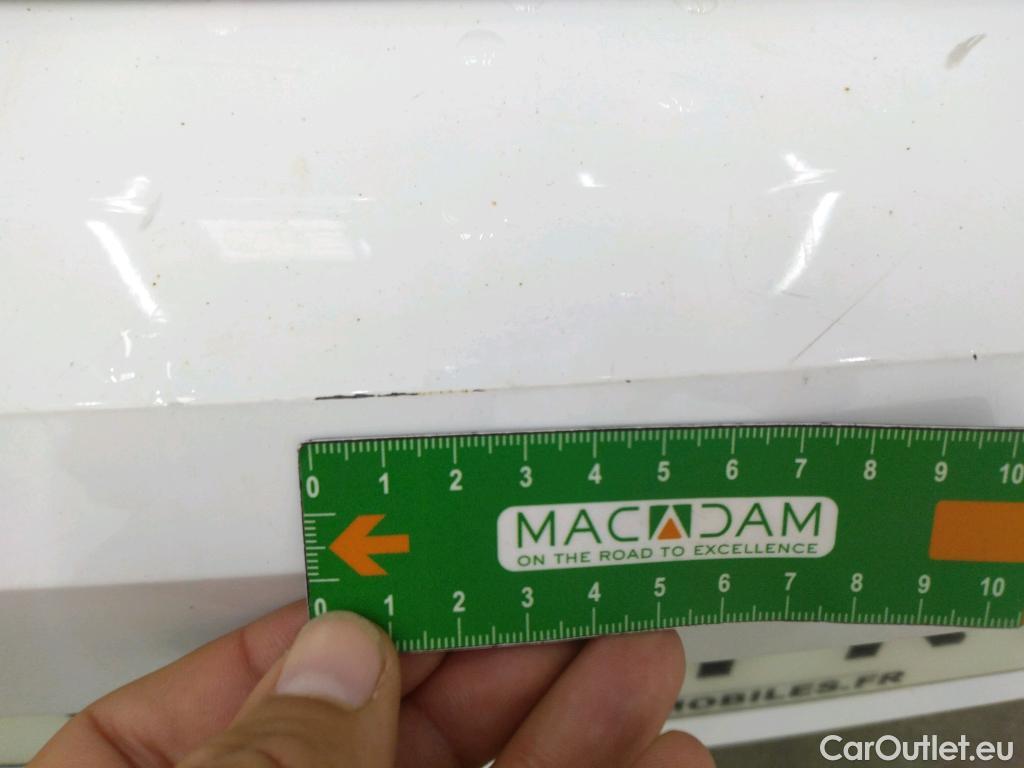 0 1 2 3 4 5 6 7 8 9 10
MACADAM
ON THE ROAD TO EXCELLENCE
0 1 2 3 4 5 6 7 8 9 10
MOBILES.FR
CarOutlet.eu